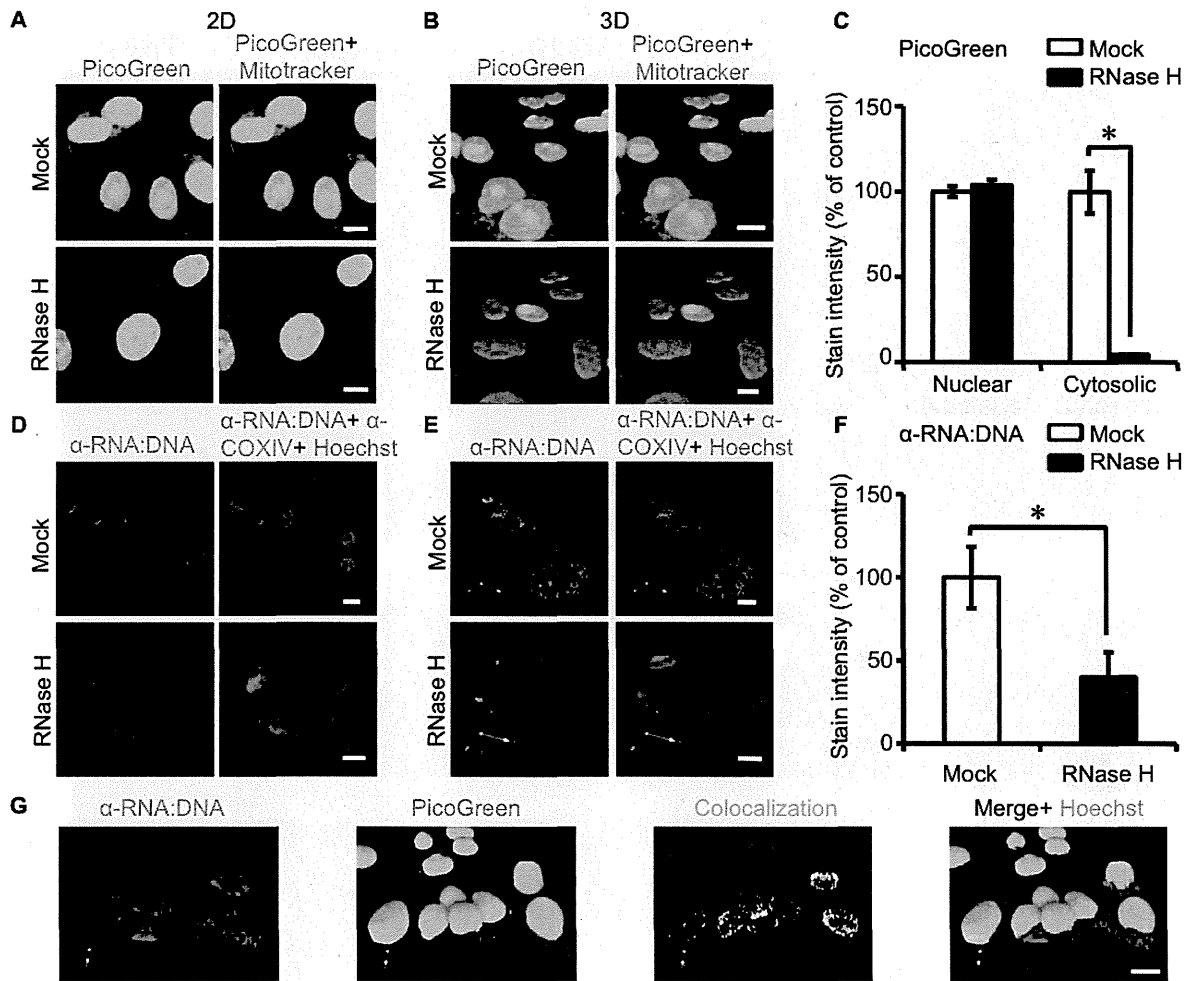 A
2D
PicoGreen
PicoGreen+
Mitotracker
Mock
RNase H
B
3D
PicoGreen
PicoGreen+
Mitotracker
Mock
RNase H
C
PicoGreen
Mock
RNase H
Stain intensity (% of control)
150
100
50
0
*
Nuclear
Cytosolic
D
α-RNA:DNA
α-RNA:DNA+ α-
COXIV+ Hoechst
Mock
RNase H
E
α-RNA:DNA
α-RNA:DNA+ α-
COXIV+ Hoechst
Mock
RNase H
F
α-RNA:DNA
Mock
RNase H
Stain intensity (% of control)
150
100
50
0
*
Mock
RNase H
G
α-RNA:DNA
PicoGreen
Colocalization
Merge+ Hoechst